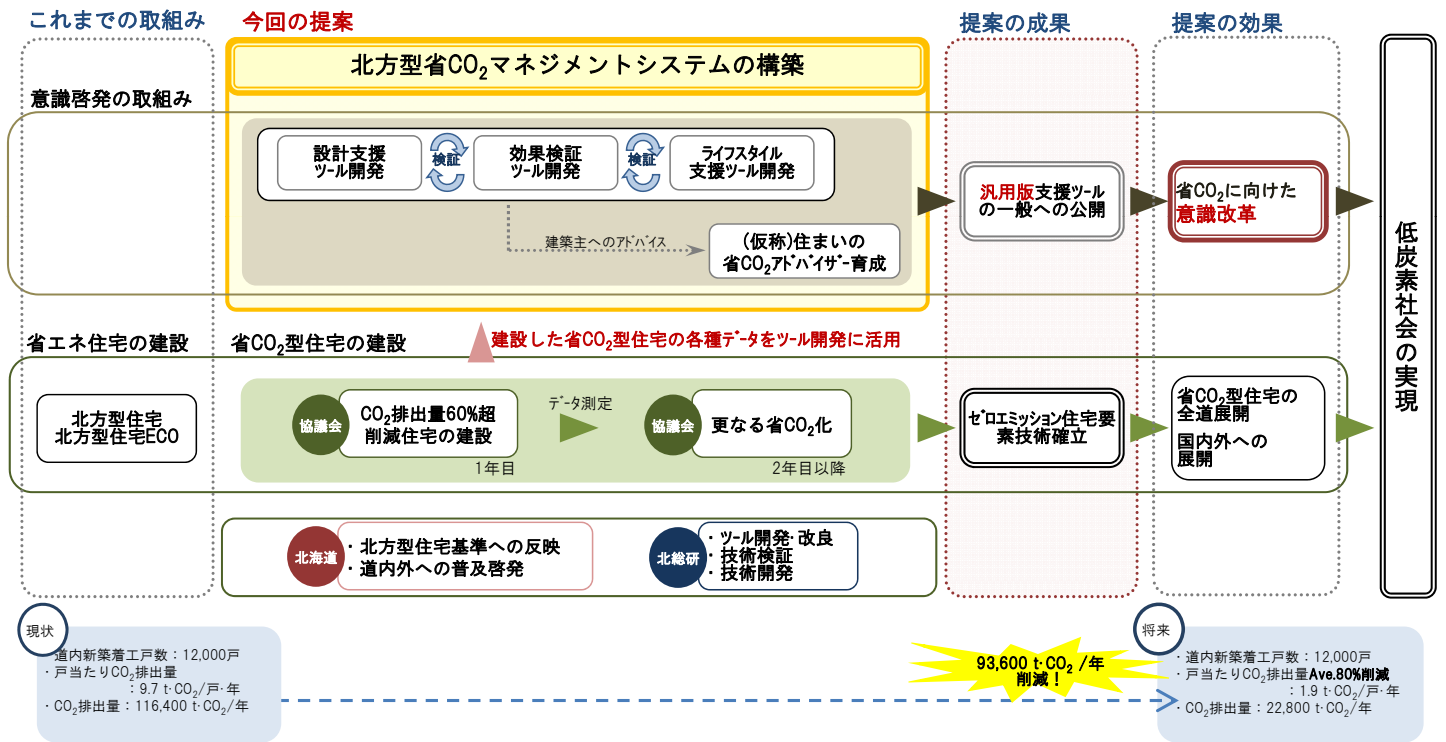 これまでの取組み
今回の提案
提案の成果
提案の効果
北方型省CO₂マネジメントシステムの構築
意識啓発の取組み
設計支援
ツール開発
検証
効果検証
ツール開発
検証
ライフスタイル
支援ツール開発
建築主へのアドバイス
(仮称)住まいの
省CO₂アドバイザー育成
汎用版支援ツール
の一般への公開
省CO₂に向けた
意識改革
低炭素社会の実現
建設した省CO₂型住宅の各種データをツール開発に活用
省エネ住宅の建設
省CO₂型住宅の建設
北方型住宅
北方型住宅ECO
協議会
CO₂排出量60%超
削減住宅の建設
1年目
データ測定
協議会
更なる省CO₂化
2年目以降
ゼロエミッション住宅要
素技術確立
省CO₂型住宅の
全道展開
国内外への
展開
北海道
・北方型住宅基準への反映
・道内外への普及啓発
北総研
・ツール開発・改良
・技術検証
・技術開発
現状
道内新築着工戸数：12,000戸
・戸当たりCO₂排出量
：9.7 t・CO₂/戸・年
・CO₂排出量：116,400 t・CO₂/年
93,600 t・CO₂ /年
削減！
将来
・道内新築着工戸数：12,000戸
・戸当たりCO₂排出量Ave.80%削減
：1.9 t・CO₂/戸・年
・CO₂排出量：22,800 t・CO₂/年